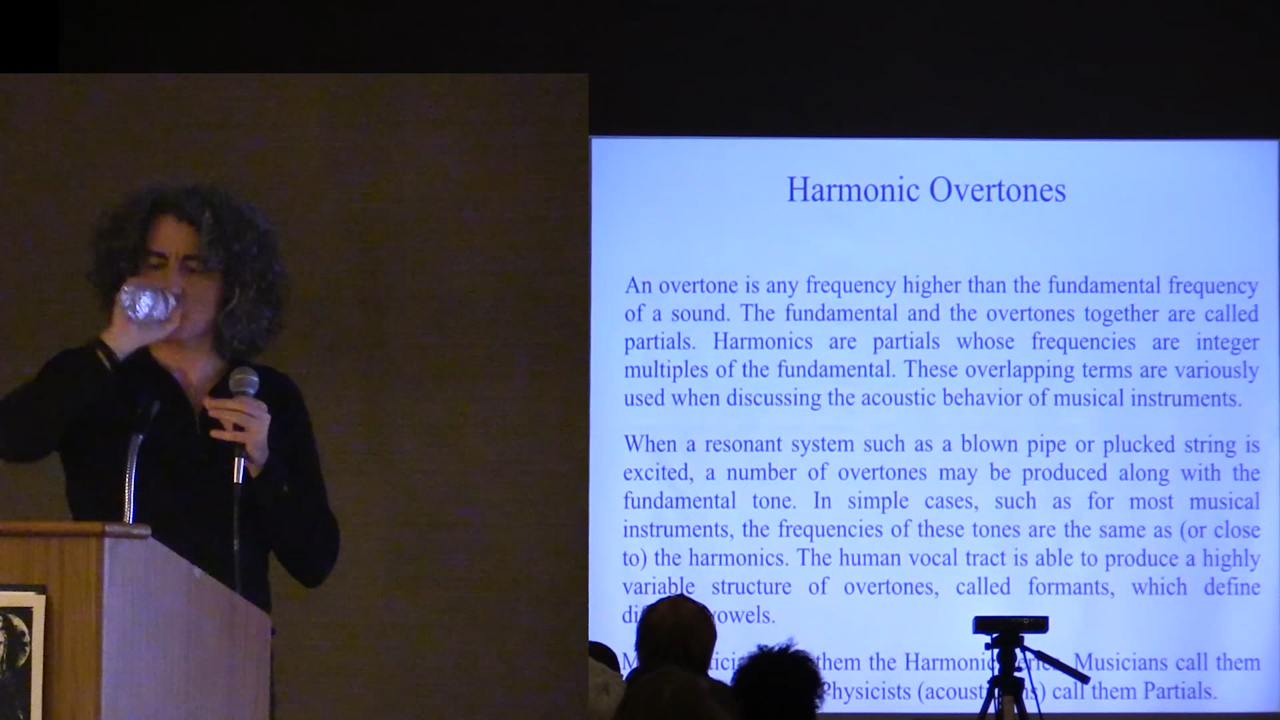 Harmonic Overtones
An overtone is any frequency higher than the fundamental frequency
of a sound. The fundamental and the overtones together are called
partials. Harmonics are partials whose frequencies are integer
multiples of the fundamental. These overlapping terms are variously
used when discussing the acoustic behavior of musical instruments.
When a resonant system such as a blown pipe or plucked string is
excited, a number of overtones may be produced along with the
fundamental tone. In simple cases, such as for most musical
instruments, the frequencies of these tones are the same as (or close
to) the harmonics. The human vocal tract is able to produce a highly
variable structure of overtones, called formants, which define
vowels.
them the Harmonic Musicians call them
Physicists call them Partials.